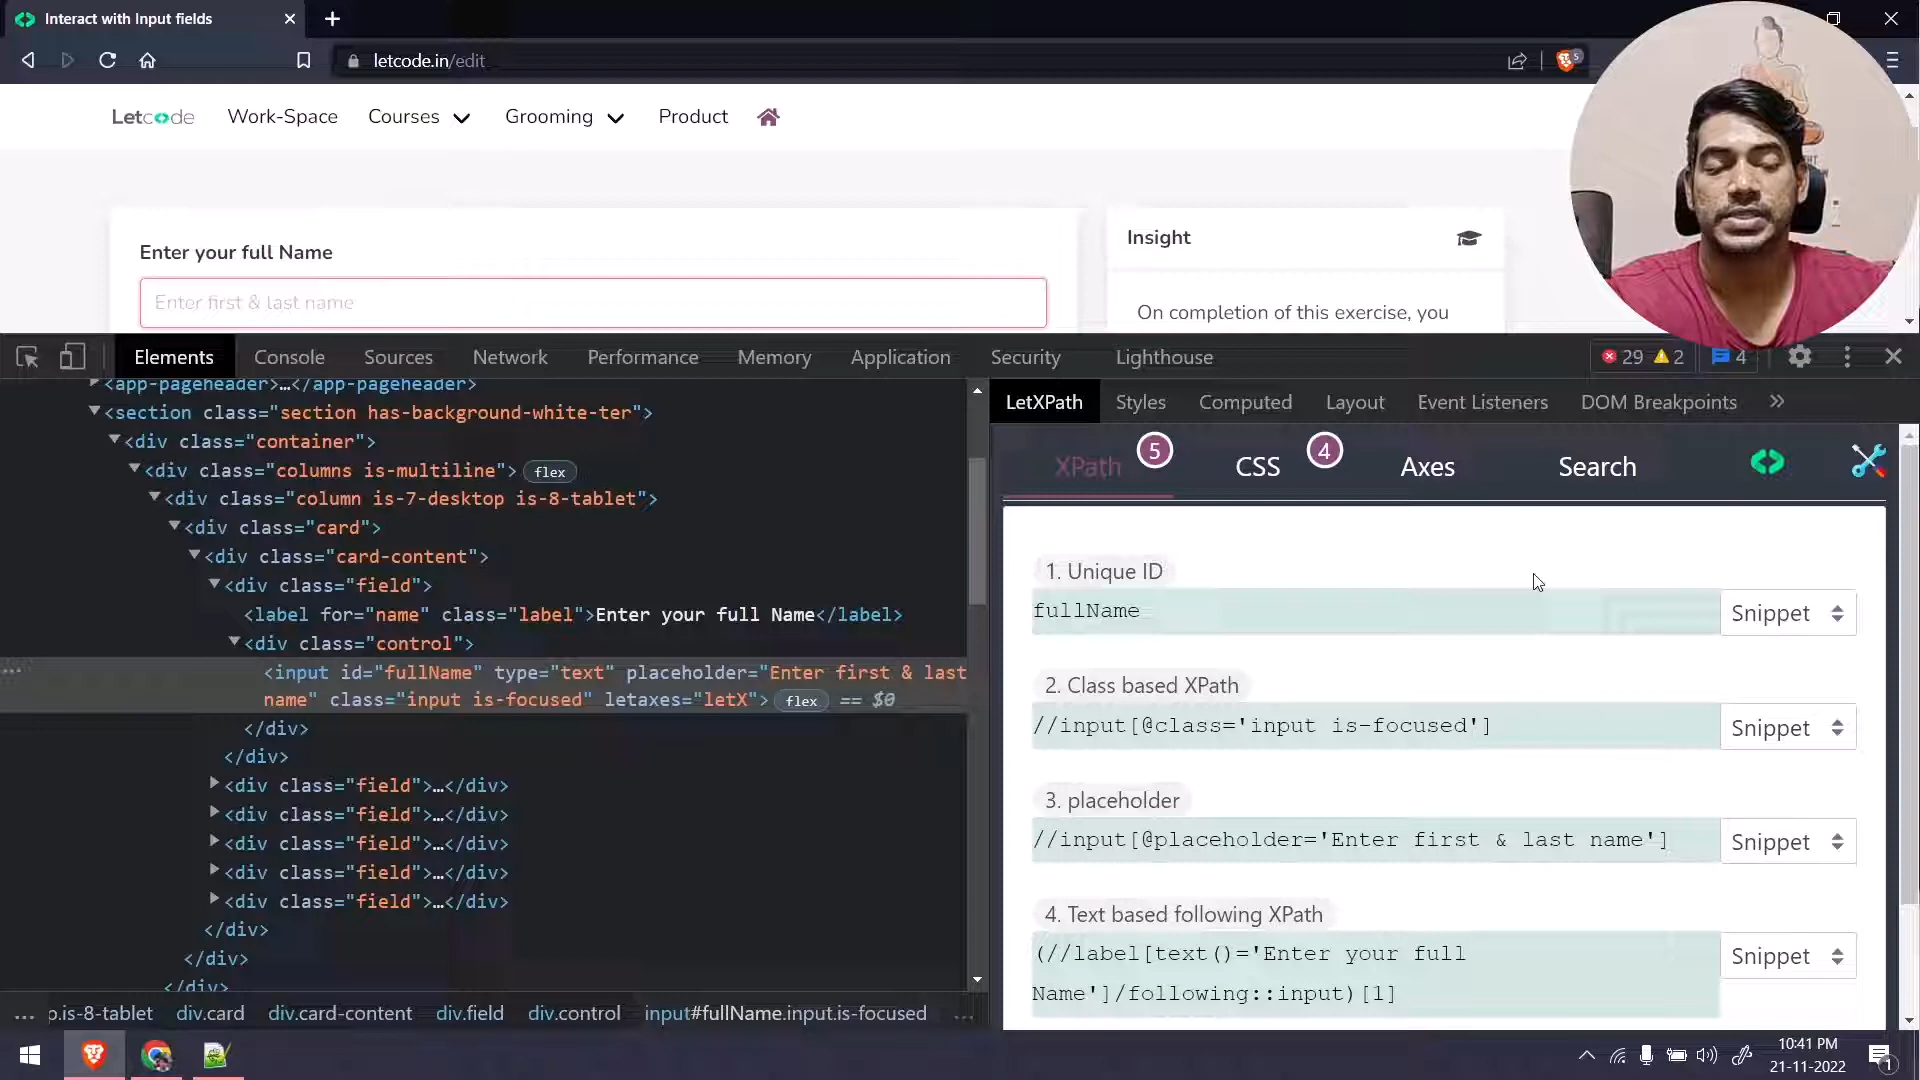 Interact with Input fields
letcode.in/edit
5
Letcode
Work-Space
Courses
Grooming
Product
Enter your full Name
Enter first & last name
Insight
On completion of this exercise, you
Elements
Console
Sources
Network
Performance
Memory
Application
Security
Lighthouse
29
2
4
<app-pageheader>…</app-pageheader>
<section class="section has-background-white-ter">
<div class="container">
<div class="columns is-multiline"> flex
<div class="column is-7-desktop is-8-tablet">
<div class="card">
<div class="card-content">
<div class="field">
<label for="name" class="label">Enter your full Name</label>
<div class="control">
<input id="fullName" type="text" placeholder="Enter first & last
name" class="input is-focused" letaxes="letX"> flex == $0
</div>
</div>
<div class="field">…</div>
<div class="field">…</div>
<div class="field">…</div>
<div class="field">…</div>
<div class="field">…</div>
</div>
</div>
</div>
... o.is-8-tablet div.card div.card-content div.field div.control input#fullName.input.is-focused ...
LetXPath
Styles
Computed
Layout
Event Listeners
DOM Breakpoints
XPath 5
CSS 4
Axes
Search
1. Unique ID
fullName
Snippet
2. Class based XPath
//input[@class='input is-focused']
Snippet
3. placeholder
//input[@placeholder='Enter first & last name']
Snippet
4. Text based following XPath
(//label[text()='Enter your full
Name']/following::input)[1]
Snippet
10:41 PM
21-11-2022
1